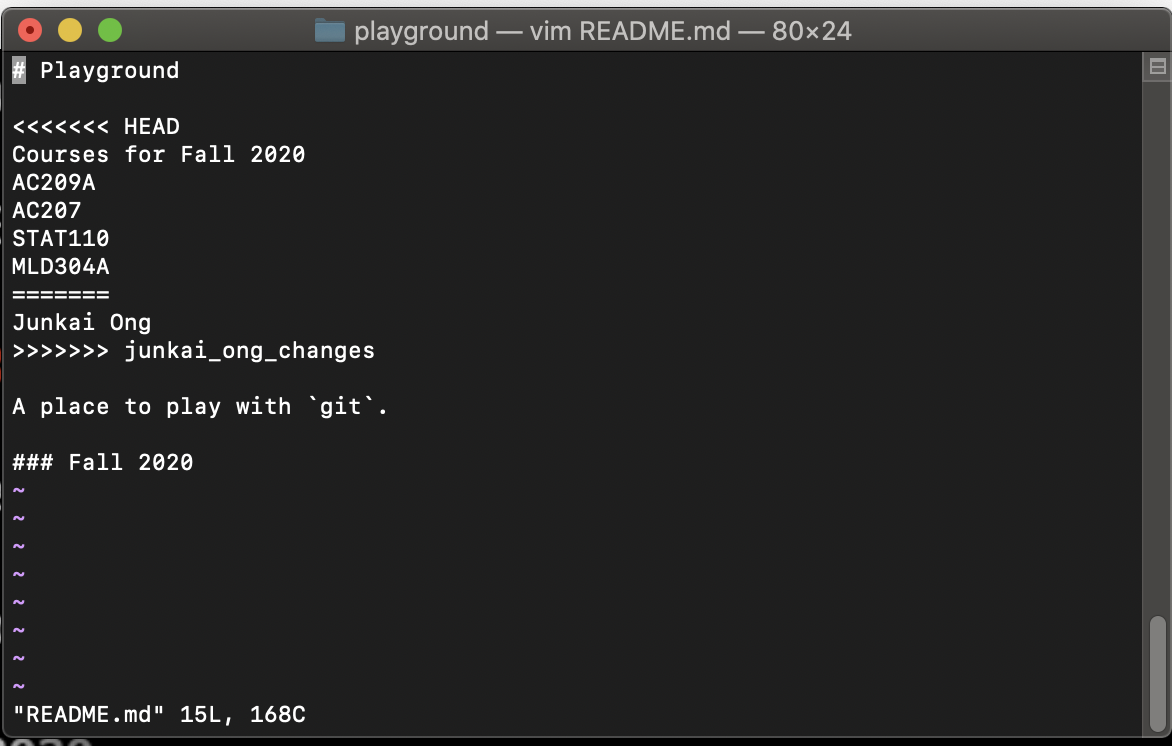 playground — vim README.md — 80×24
# Playground
<<<<<<< HEAD
Courses for Fall 2020
AC209A
AC207
STAT110
MLD304A
=======
Junkai Ong
>>>>>>> junkai_ong_changes
A place to play with `git`.
### Fall 2020
~
~
~
~
~
~
~
~
"README.md" 15L, 168C